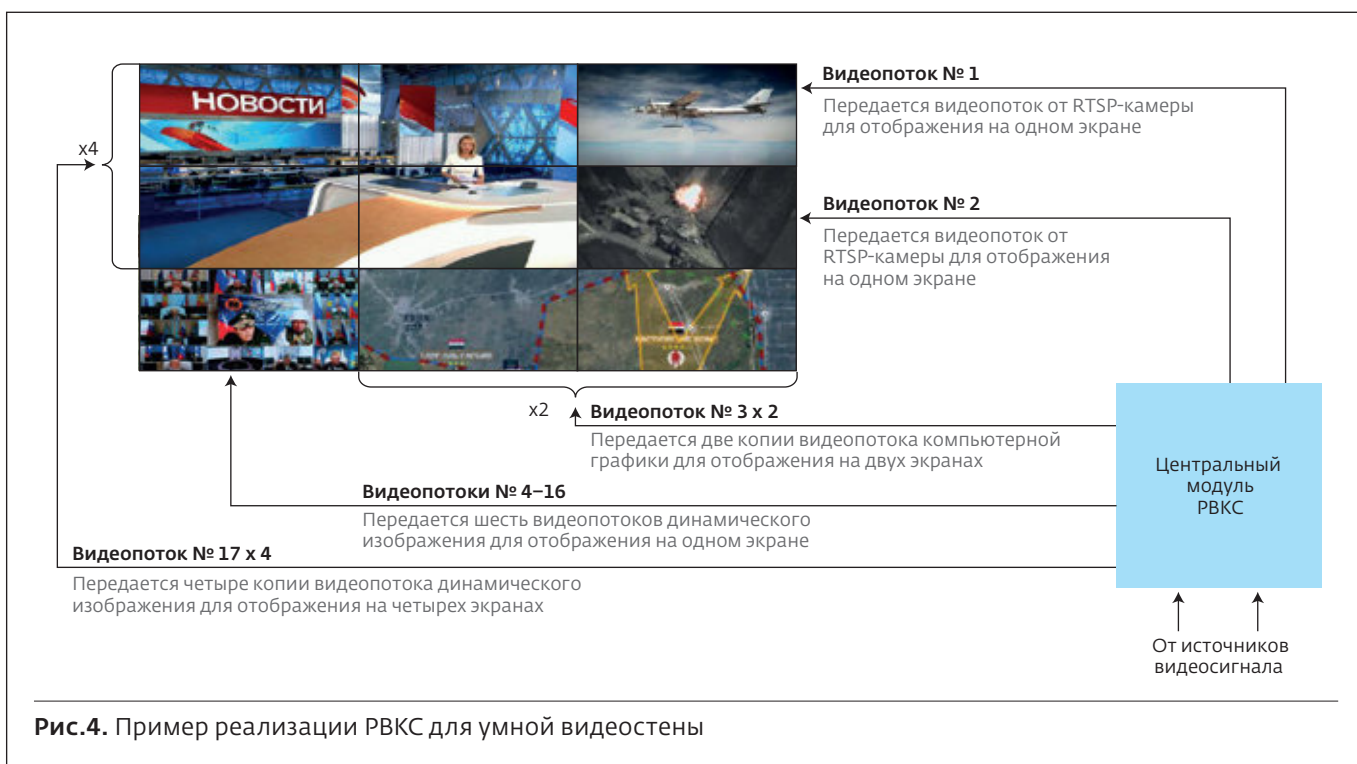 НОВОСТИ
x4
Видеопоток № 1
Передается видеопоток от RTSP-камеры
для отображения на одном экране
Видеопоток № 2
Передается видеопоток от
RTSP-камеры для отображения
на одном экране
x2
Видеопоток № 3 x 2
Передается две копии видеопотока компьютерной
графики для отображения на двух экранах
Центральный
модуль
РВКС
Видеопотоки № 4–16
Передается шесть видеопотоков динамического
изображения для отображения на одном экране
Видеопоток № 17 x 4
Передается четыре копии видеопотока динамического
изображения для отображения на четырех экранах
От источников
видеосигнала
Рис.4. Пример реализации РВКС для умной видеостены